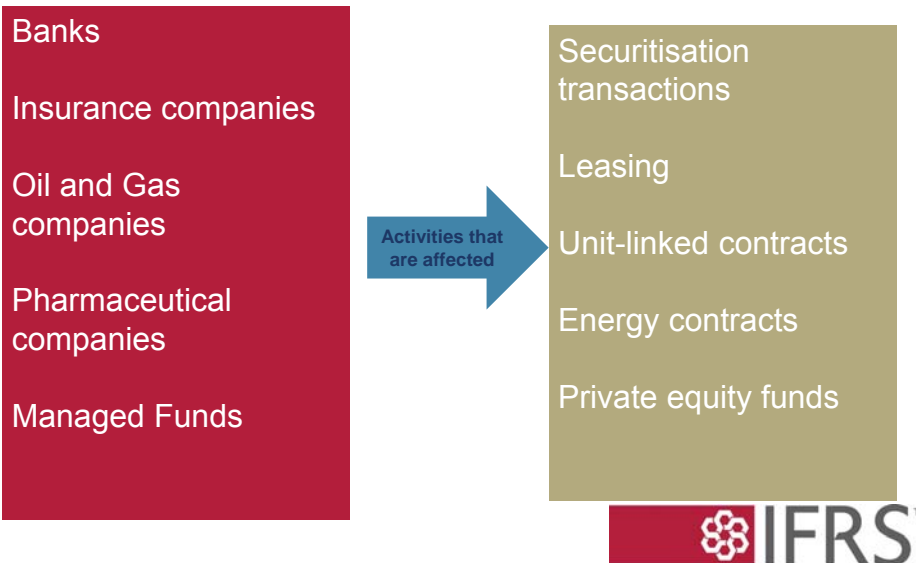 Banks
Insurance companies
Oil and Gas
companies
Pharmaceutical
companies
Managed Funds
Activities that
are affected
Securitisation
transactions
Leasing
Unit-linked contracts
Energy contracts
Private equity funds
IFRS